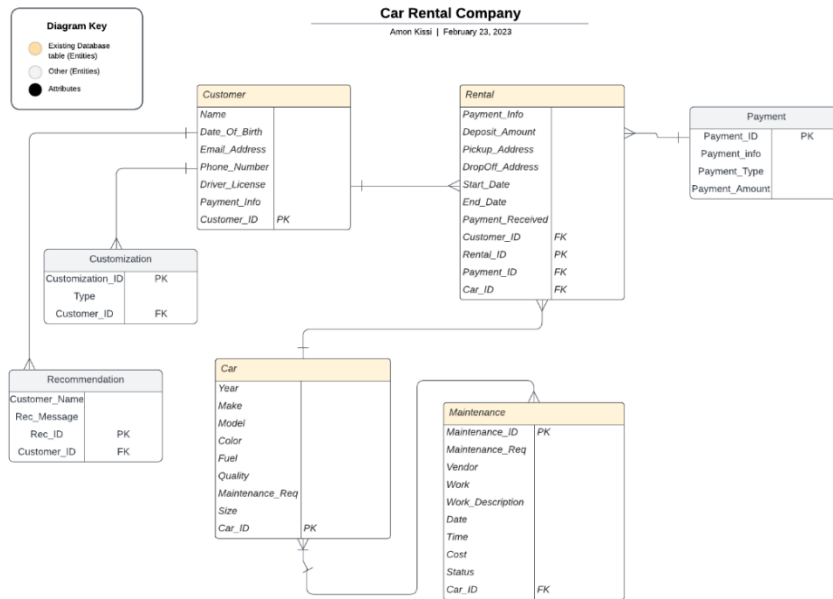 Car Rental Company
Amon Kissi | February 23, 2023
Diagram Key
Existing Database
table (Entities)
Other (Entities)
Attributes
Customer
Name
Date_Of_Birth
Email_Address
Phone_Number
Driver_License
Payment_Info
Customer_ID PK
Rental
Payment_Info
Deposit_Amount
Pickup_Address
DropOff_Address
Start_Date
End_Date
Payment_Received
Customer_ID FK
Rental_ID PK
Payment_ID FK
Car_ID FK
Payment
Payment_ID PK
Payment_info
Payment_Type
Payment_Amount
Customization
Customization_ID PK
Type
Customer_ID FK
Recommendation
Customer_Name
Rec_Message
Rec_ID PK
Customer_ID FK
Car
Year
Make
Model
Color
Fuel
Quality
Maintenance_Req
Size
Car_ID PK
Maintenance
Maintenance_ID PK
Maintenance_Req
Vendor
Work
Work_Description
Date
Time
Cost
Status
Car_ID FK